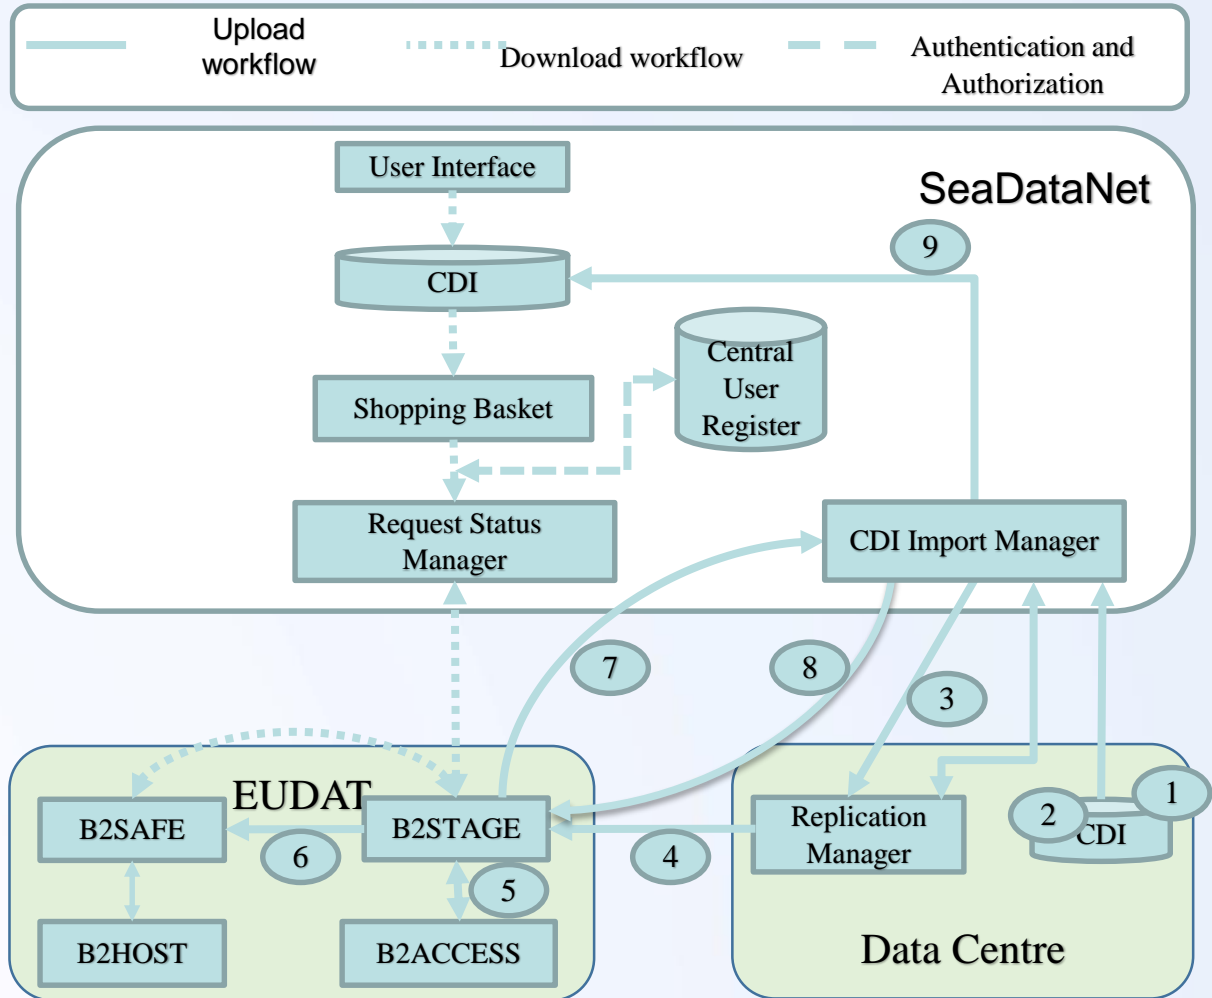 Upload
workflow
Download workflow
Authentication and
Authorization
User Interface
SeaDataNet
9
CDI
Central
User
Register
Shopping Basket
Request Status
Manager
CDI Import Manager
7
8
3
EUDAT
1
2
B2SAFE
B2STAGE
Replication
Manager
CDI
6
4
5
B2HOST
B2ACCESS
Data Centre